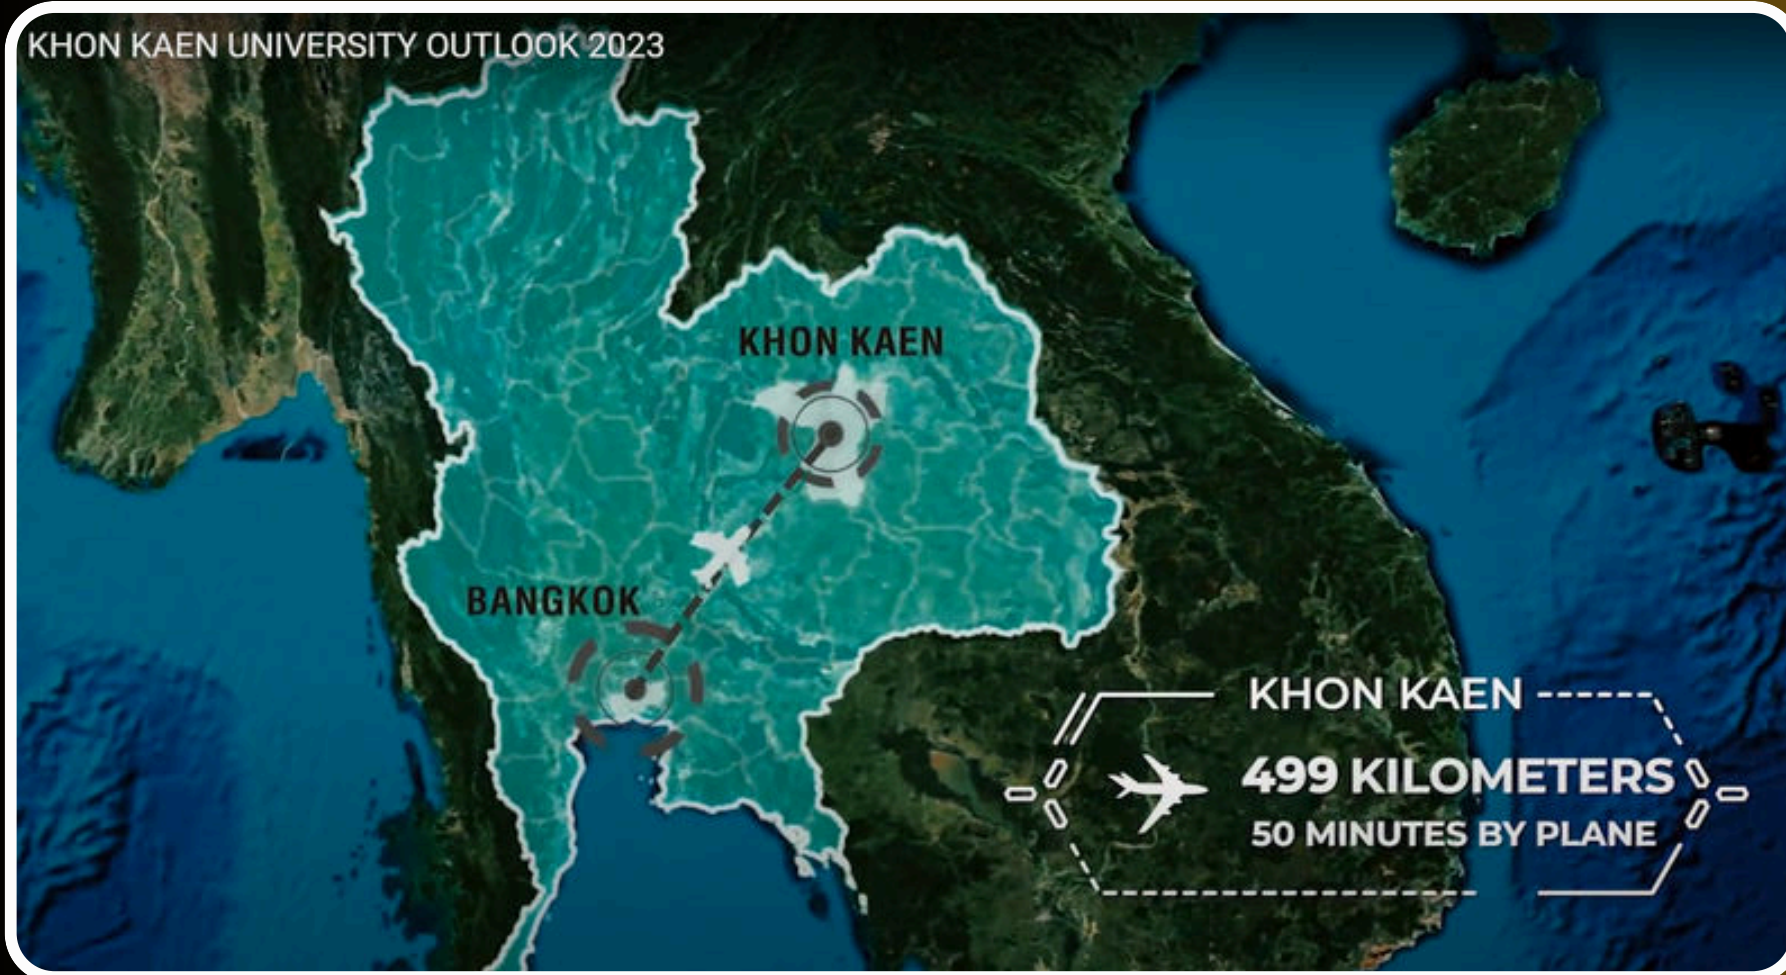 KHON KAEN UNIVERSITY OUTLOOK 2023
KHON KAEN
BANGKOK
KHON KAEN
499 KILOMETERS
50 MINUTES BY PLANE